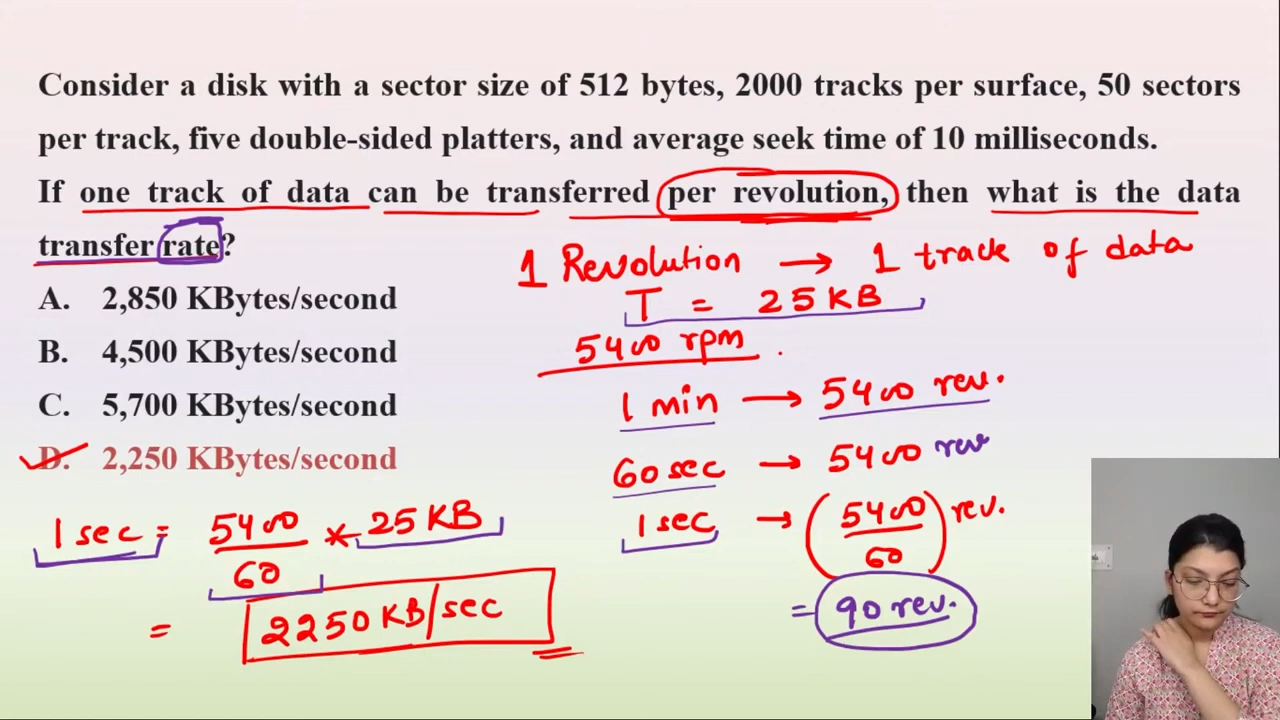 Consider a disk with a sector size of 512 bytes, 2000 tracks per surface, 50 sectors
per track, five double-sided platters, and average seek time of 10 milliseconds.
If one track of data can be transferred per revolution, then what is the data
transfer rate?
1 Revolution → 1 track of data
A. 2,850 KBytes/second
T = 25 KB
B. 4,500 KBytes/second
5400 rpm
C. 5,700 KBytes/second
1 min → 5400 rev.
D. 2,250 KBytes/second
60 sec → 5400 rev
1 sec = 5400/60 * 25 KB
1 sec → (5400/60) rev.
= 2250 KB/sec
= 90 rev.